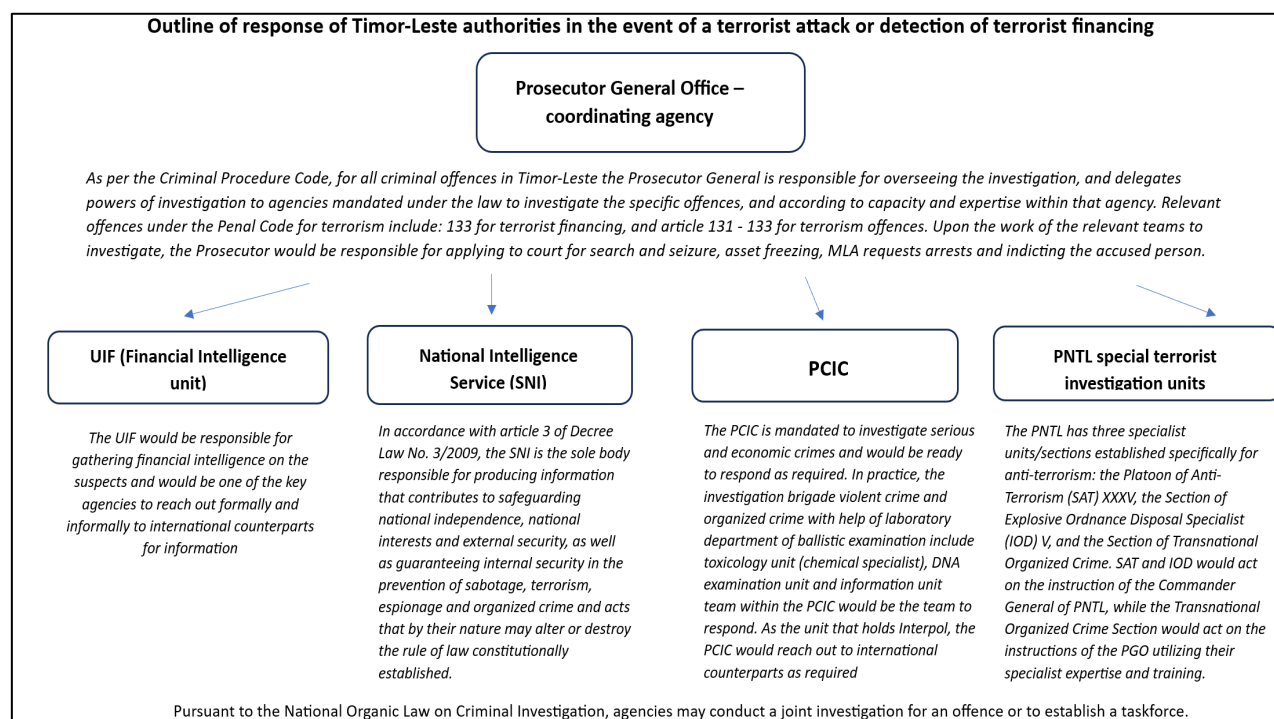 Outline of response of Timor-Leste authorities in the event of a terrorist attack or detection of terrorist financing
Prosecutor General Office –
coordinating agency
As per the Criminal Procedure Code, for all criminal offences in Timor-Leste the Prosecutor General is responsible for overseeing the investigation, and delegates
powers of investigation to agencies mandated under the law to investigate the specific offences, and according to capacity and expertise within that agency. Relevant
offences under the Penal Code for terrorism include: 133 for terrorist financing, and article 131 - 133 for terrorism offences. Upon the work of the relevant teams to
investigate, the Prosecutor would be responsible for applying to court for search and seizure, asset freezing, MLA requests arrests and indicting the accused person.
UIF (Financial Intelligence
unit)
The UIF would be responsible for
gathering financial intelligence on the
suspects and would be one of the key
agencies to reach out formally and
informally to international counterparts
for information
National Intelligence
Service (SNI)
In accordance with article 3 of Decree
Law No. 3/2009, the SNI is the sole body
responsible for producing information
that contributes to safeguarding
national independence, national
interests and external security, as well
as guaranteeing internal security in the
prevention of sabotage, terrorism,
espionage and organized crime and acts
that by their nature may alter or destroy
the rule of law constitutionally
established.
PCIC
The PCIC is mandated to investigate serious
and economic crimes and would be ready
to respond as required. In practice, the
investigation brigade violent crime and
organized crime with help of laboratory
department of ballistic examination include
toxicology unit (chemical specialist), DNA
examination unit and information unit
team within the PCIC would be the team to
respond. As the unit that holds Interpol, the
PCIC would reach out to international
counterparts as required
PNTL special terrorist
investigation units
The PNTL has three specialist
units/sections established specifically for
anti-terrorism: the Platoon of Anti-
Terrorism (SAT) XXXV, the Section of
Explosive Ordnance Disposal Specialist
(IOD) V, and the Section of Transnational
Organized Crime. SAT and IOD would act
on the instruction of the Commander
General of PNTL, while the Transnational
Organized Crime Section would act on the
instructions of the PGO utilizing their
specialist expertise and training.
Pursuant to the National Organic Law on Criminal Investigation, agencies may conduct a joint investigation for an offence or to establish a taskforce.